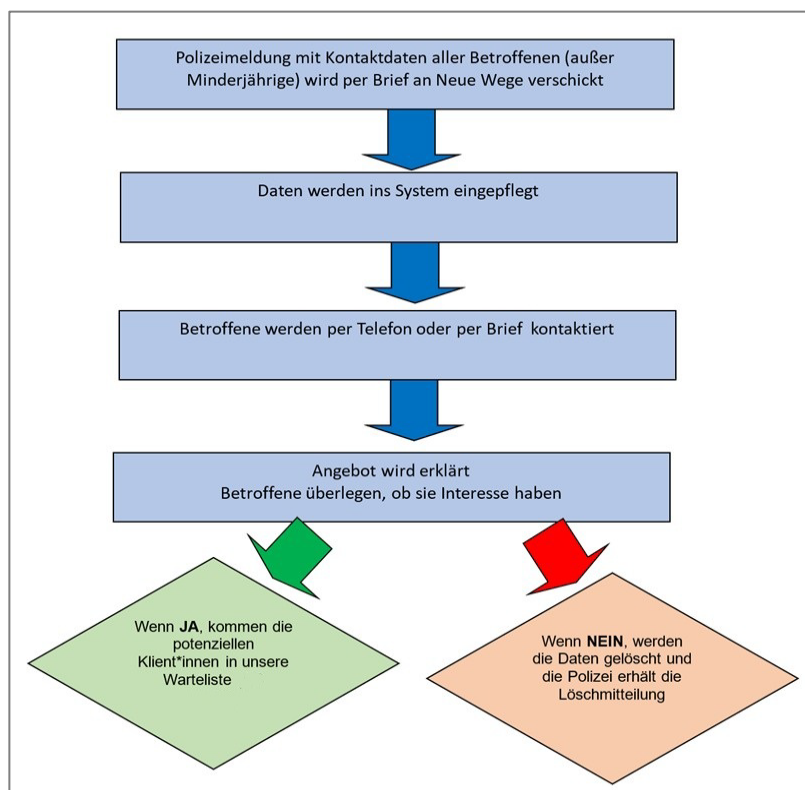 Polizeimeldung mit Kontaktdaten aller Betroffenen (außer
Minderjährige) wird per Brief an Neue Wege verschickt
Daten werden ins System eingepflegt
Betroffene werden per Telefon oder per Brief kontaktiert
Angebot wird erklärt
Betroffene überlegen, ob sie Interesse haben
Wenn JA, kommen die
potenziellen
Klient*innen in unsere
Warteliste
Wenn NEIN, werden
die Daten gelöscht und
die Polizei erhält die
Löschmitteilung